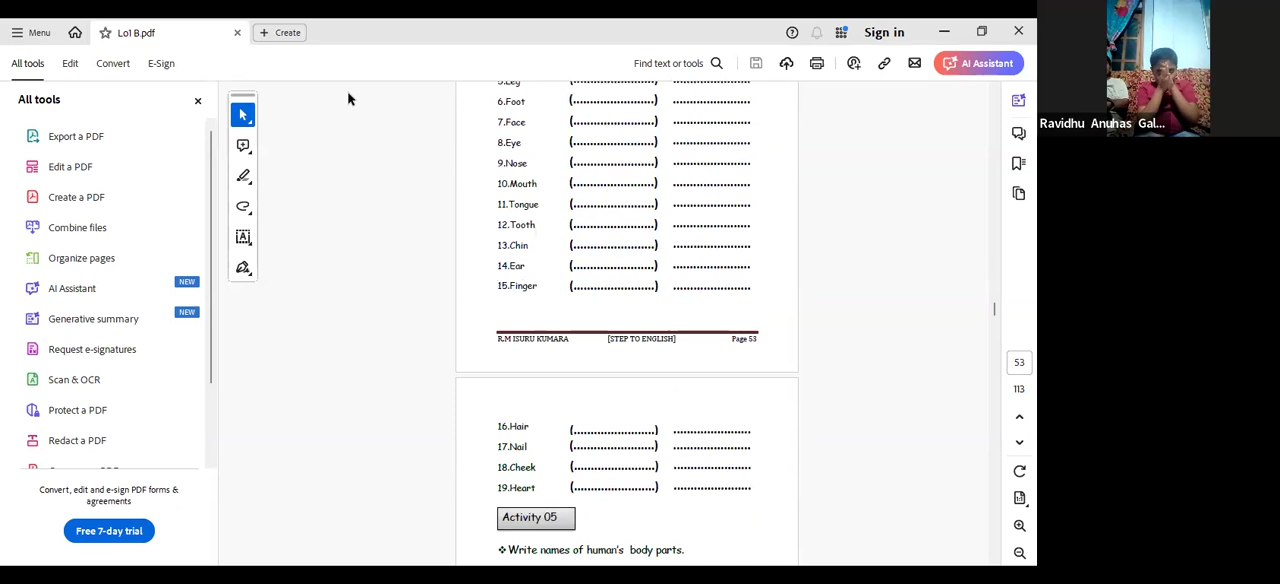 Menu
Lo1 B.pdf
Create
Sign in
All tools
Edit
Convert
E-Sign
Find text or tools
AI Assistant
All tools
Export a PDF
Edit a PDF
Create a PDF
Combine files
Organize pages
AI Assistant NEW
Generative summary NEW
Request e-signatures
Scan & OCR
Protect a PDF
Redact a PDF
Convert, edit and e-sign PDF forms &
agreements
Free 7-day trial
5.Leg (......................) ......................
6.Foot (......................) ......................
7.Face (......................) ......................
8.Eye (......................) ......................
9.Nose (......................) ......................
10.Mouth (......................) ......................
11.Tongue (......................) ......................
12.Tooth (......................) ......................
13.Chin (......................) ......................
14.Ear (......................) ......................
15.Finger (......................) ......................
R.M ISURU KUMARA [STEP TO ENGLISH] Page 53
16.Hair (......................) ......................
17.Nail (......................) ......................
18.Cheek (......................) ......................
19.Heart (......................) ......................
Activity 05
❖Write names of human's body parts.
53
113
Ravidhu Anuhas Gal...